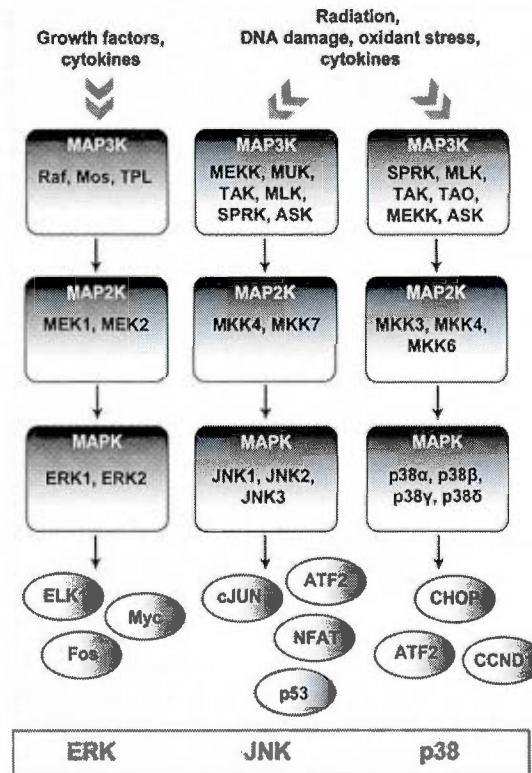 Growth factors,
cytokines
Radiation,
DNA damage, oxidant stress,
cytokines
MAP3K
Raf, Mos, TPL
MAP3K
MEKK, MUK,
TAK, MLK,
SPRK, ASK
MAP3K
SPRK, MLK,
TAK, TAO,
MEKK, ASK
MAP2K
MEK1, MEK2
MAP2K
MKK4, MKK7
MAP2K
MKK3, MKK4,
MKK6
MAPK
ERK1, ERK2
MAPK
JNK1, JNK2,
JNK3
MAPK
p38α, p38β,
p38γ, p38δ
ELK1
Myc
Fos
cJUN
ATF2
NFAT
p53
CHOP
ATF2
CCND1
ERK
JNK
p38